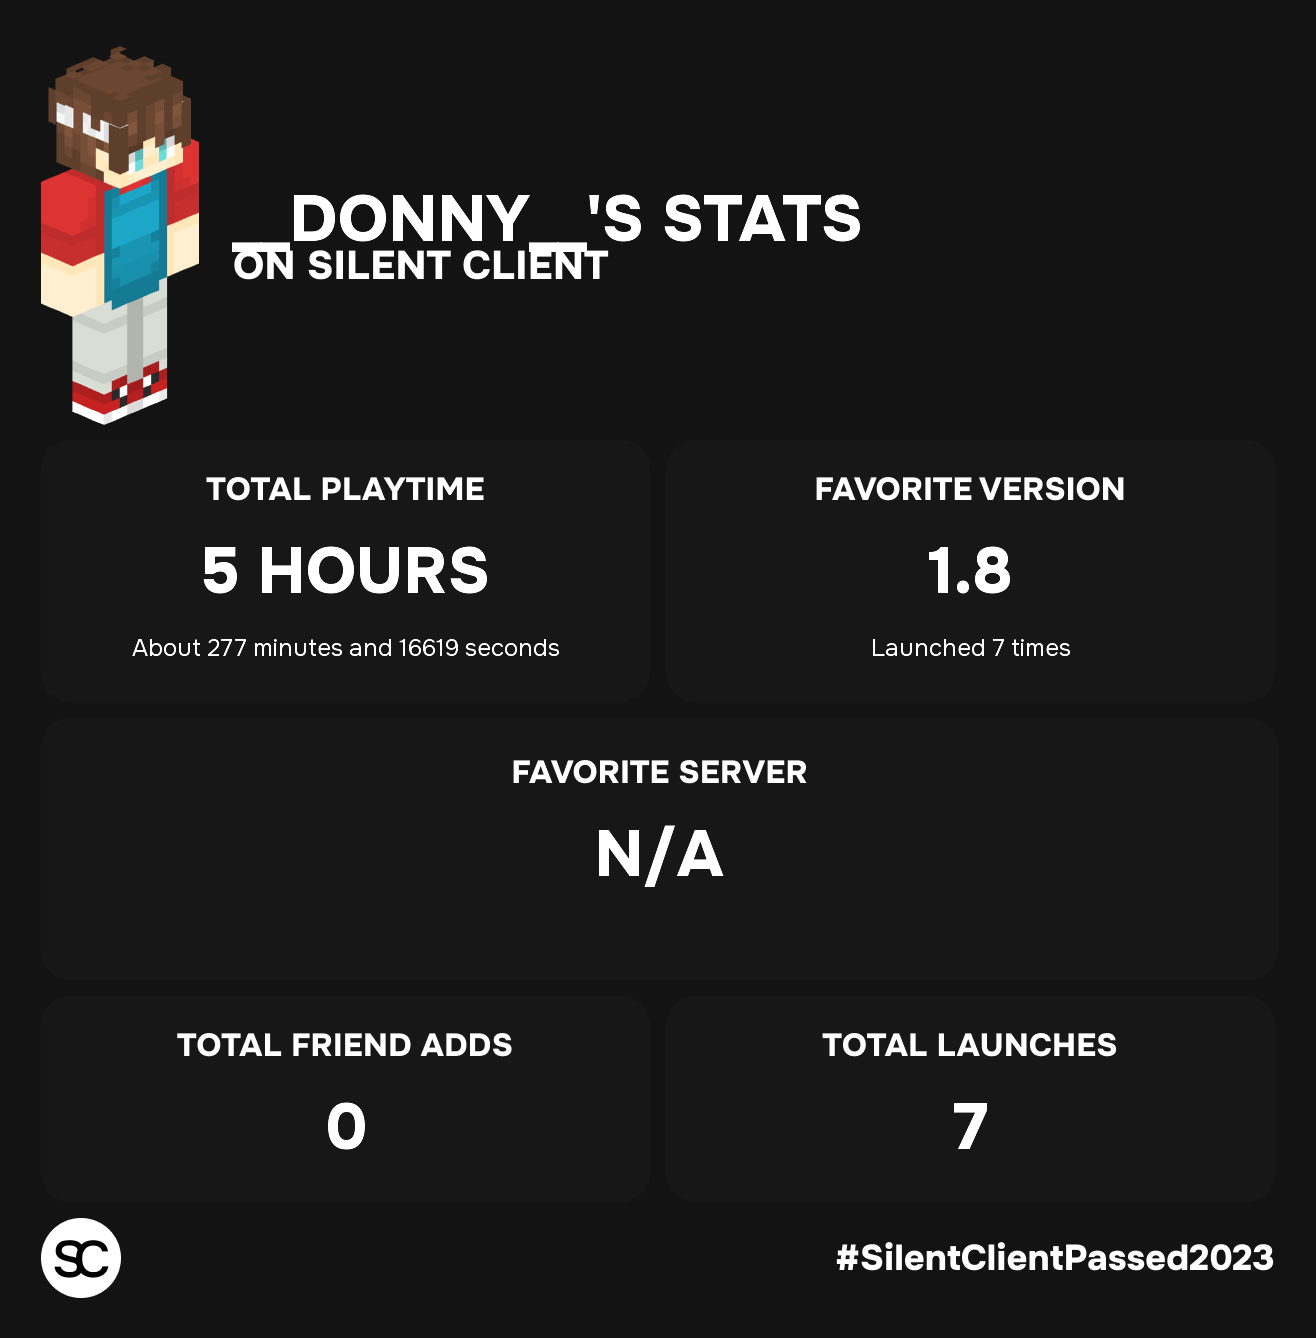 __DONNY__'S STATS
ON SILENT CLIENT
TOTAL PLAYTIME
5 HOURS
About 277 minutes and 16619 seconds
FAVORITE VERSION
1.8
Launched 7 times
FAVORITE SERVER
N/A
TOTAL FRIEND ADDS
0
TOTAL LAUNCHES
7
SC
#SilentClientPassed2023